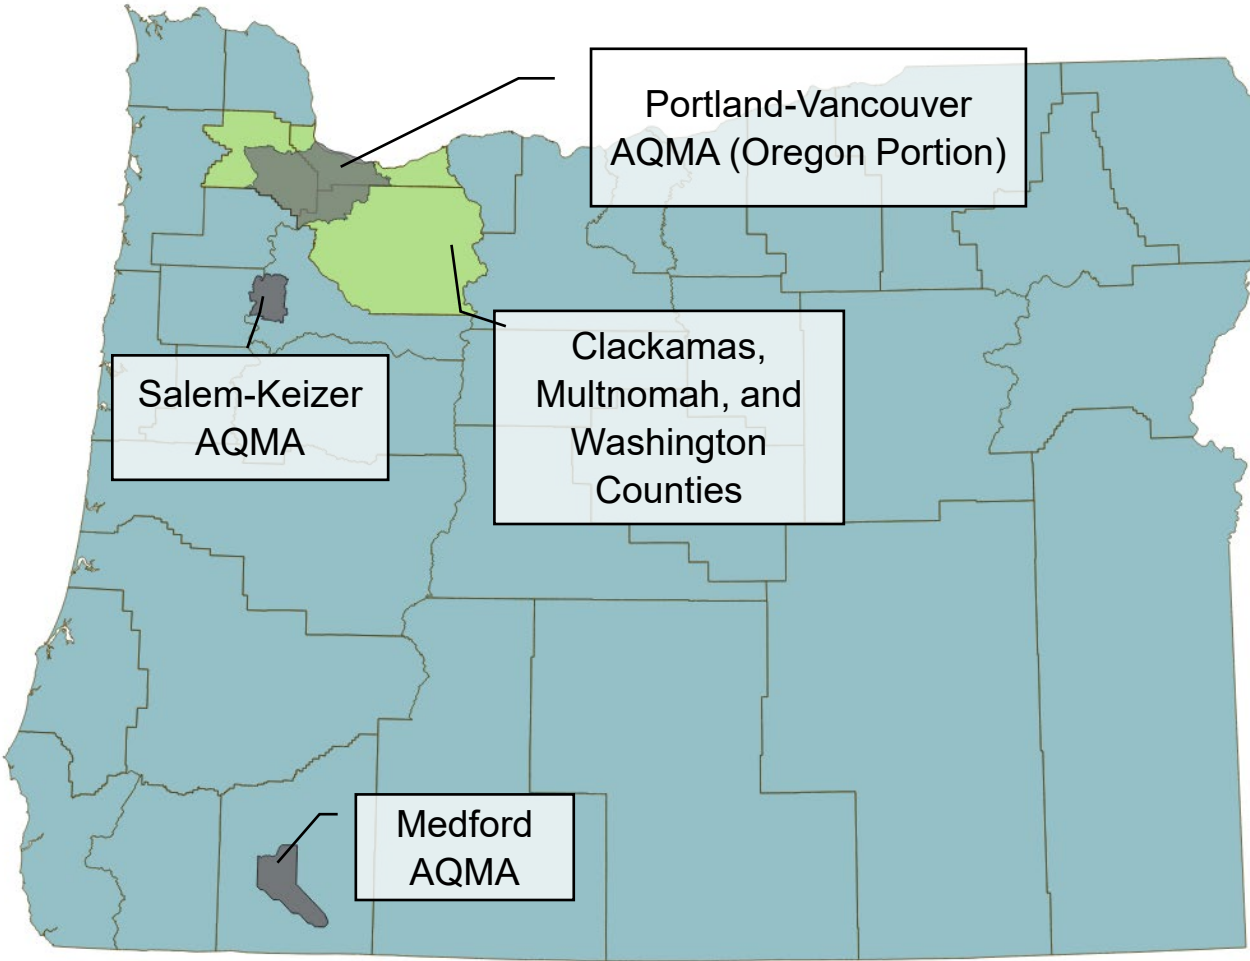 Portland-Vancouver
AQMA (Oregon Portion)
Clackamas,
Multnomah, and
Washington
Counties
Salem-Keizer
AQMA
Medford
AQMA